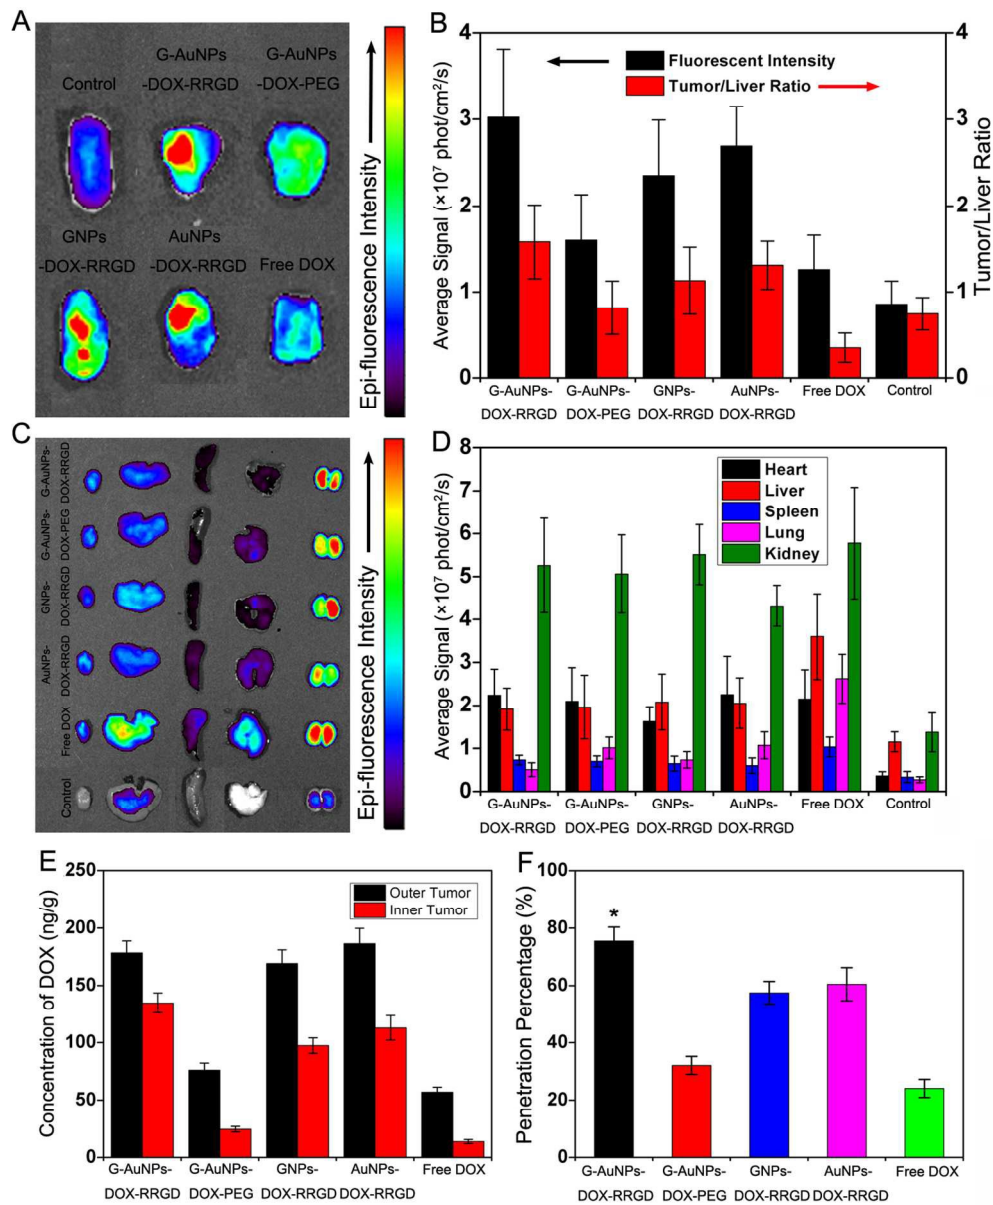 A
Control
G-AuNPs
-DOX-RRGD
G-AuNPs
-DOX-PEG
GNPs
-DOX-RRGD
AuNPs
-DOX-RRGD
Free DOX
Epi-fluorescence Intensity
B
Fluorescent Intensity
Tumor/Liver Ratio
Average Signal (×10⁷ phot/cm²/s)
4
3
2
1
0
Tumor/Liver Ratio
4
3
2
1
0
G-AuNPs-
DOX-RRGD
G-AuNPs-
DOX-PEG
GNPs-
DOX-RRGD
AuNPs-
DOX-RRGD
Free DOX
Control
C
G-AuNPs-
DOX-RRGD
G-AuNPs-
DOX-PEG
GNPs-
DOX-RRGD
AuNPs-
DOX-RRGD
Free DOX
Control
Epi-fluorescence Intensity
D
Heart
Liver
Spleen
Lung
Kidney
Average Signal (×10⁷ phot/cm²/s)
8
7
6
5
4
3
2
1
0
G-AuNPs-
DOX-RRGD
G-AuNPs-
DOX-PEG
GNPs-
DOX-RRGD
AuNPs-
DOX-RRGD
Free DOX
Control
E
Outer Tumor
Inner Tumor
Concentration of DOX (ng/g)
250
200
150
100
50
0
G-AuNPs-
DOX-RRGD
G-AuNPs-
DOX-PEG
GNPs-
DOX-RRGD
AuNPs-
DOX-RRGD
Free DOX
F
Penetration Percentage (%)
100
80
60
40
20
0
*
G-AuNPs-
DOX-RRGD
G-AuNPs-
DOX-PEG
GNPs-
DOX-RRGD
AuNPs-
DOX-RRGD
Free DOX